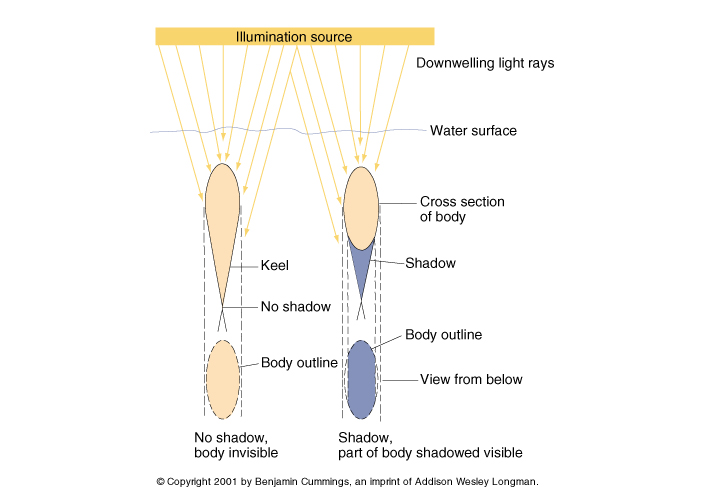 Illumination source
Downwelling light rays
Water surface
Cross section
of body
Keel
Shadow
No shadow
Body outline
Body outline
View from below
No shadow,
body invisible
Shadow,
part of body shadowed visible
© Copyright 2001 by Benjamin Cummings, an imprint of Addison Wesley Longman.